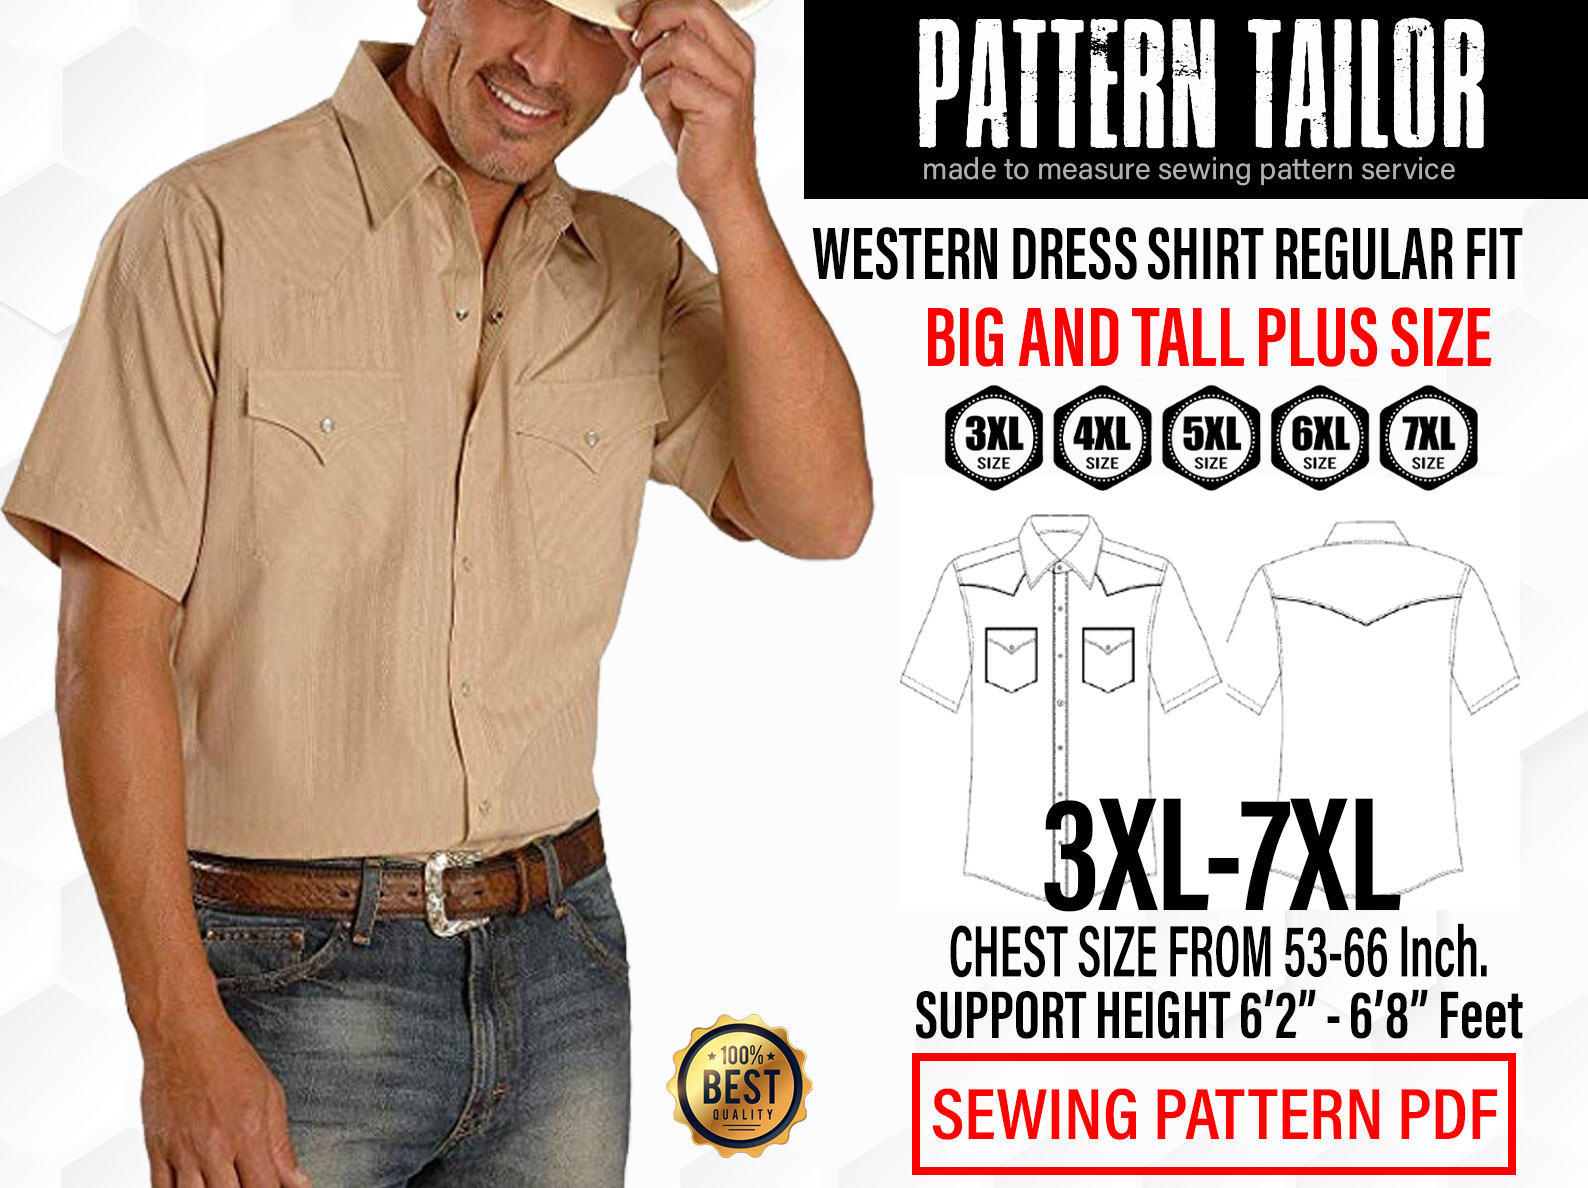 PATTERN TAILOR
made to measure sewing pattern service
WESTERN DRESS SHIRT REGULAR FIT
BIG AND TALL PLUS SIZE
3XL SIZE 4XL SIZE 5XL SIZE 6XL SIZE 7XL SIZE
3XL-7XL
CHEST SIZE FROM 53-66 Inch.
SUPPORT HEIGHT 6’2” - 6’8” Feet
100%
BEST
QUALITY
SEWING PATTERN PDF